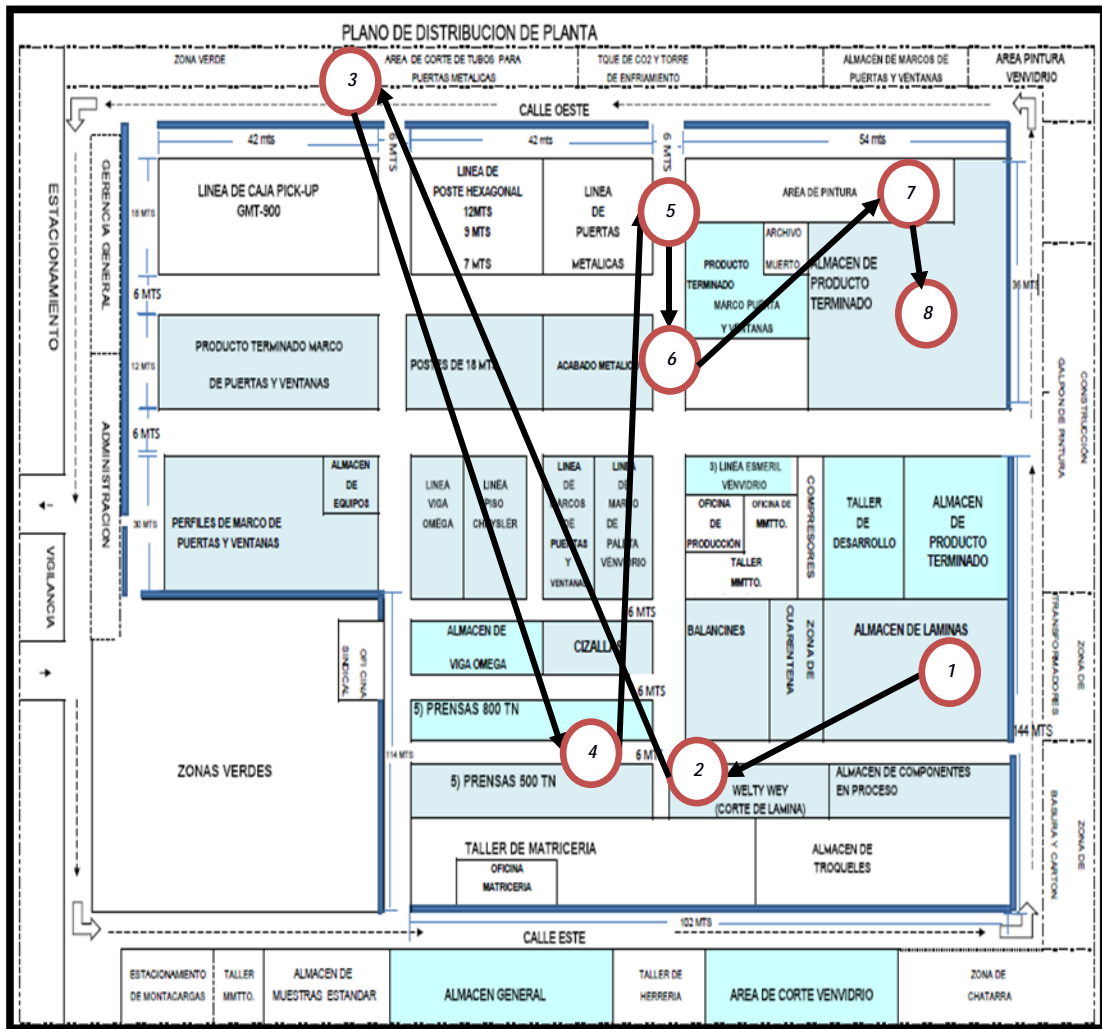 PLANO DE DISTRIBUCION DE PLANTA
ZONA VERDE
AREA DE CORTE DE TUBOS PARA
PUERTAS METALICAS
TQUE DE CO2 Y TORRE
DE ENFRIAMIENTO
ALMACEN DE MARCOS DE
PUERTAS Y VENTANAS
AREA PINTURA
VENVIDRIO
3
CALLE OESTE
42 mts
6 MTS
42 mts
6 MTS
54 mts
ESTACIONAMIENTO
GERENCIA GENERAL
18 MTS
LINEA DE CAJA PICK-UP
GMT-900
LINEA DE
POSTE HEXAGONAL
12MTS
9 MTS
7 MTS
LINEA
DE
PUERTAS
METALICAS
5
AREA DE PINTURA
7
ARCHIVO
MUERTO
PRODUCTO
TERMINADO
MARCO PUERTA
Y VENTANAS
ALMACEN DE
PRODUCTO
TERMINADO
8
36 MTS
6 MTS
12 MTS
PRODUCTO TERMINADO MARCO
DE PUERTAS Y VENTANAS
POSTES DE 18 MTS
ACABADO METALICO
6
CONSTRUCCIÓN
GALPON DE PINTURA
6 MTS
ADMINISTRACION
30 MTS
PERFILES DE MARCO DE
PUERTAS Y VENTANAS
ALMACEN
DE
EQUIPOS
LINEA
VIGA
OMEGA
LINEA
PISO
CHRYSLER
LINEA
DE
MARCOS
DE
PUERTAS
Y
VENTANAS
LINEA
DE
MARCO
DE
PALETA
VENVIDRIO
3) LINEA ESMERIL
VENVIDRIO
OFICINA
DE
PRODUCCIÓN
OFICINA DE
MMTTO.
TALLER
MMTTO.
COMPRESORES
TALLER
DE
DESARROLLO
ALMACEN
DE
PRODUCTO
TERMINADO
VIGILANCIA
6 MTS
OFICINA
SINDICAL
ALMACEN DE
VIGA OMEGA
CIZALLAS
BALANCINES
ZONA DE
CUARENTENA
ALMACEN DE LAMINAS
1
ZONA DE
TRANSFORMADORES
6 MTS
5) PRENSAS 800 TN
4
6 MTS
2
144 MTS
114 MTS
ZONAS VERDES
5) PRENSAS 500 TN
WELTY WEY
(CORTE DE LAMINA)
ALMACEN DE COMPONENTES
EN PROCESO
TALLER DE MATRICERIA
OFICINA
MATRICERIA
ALMACEN DE
TROQUELES
ZONA DE
BASURA Y CARTON
102 MTS
CALLE ESTE
ESTACIONAMIENTO
DE MONTACARGAS
TALLER
MMTTO.
ALMACEN DE
MUESTRAS ESTANDAR
ALMACEN GENERAL
TALLER DE
HERRERIA
AREA DE CORTE VENVIDRIO
ZONA DE
CHATARRA